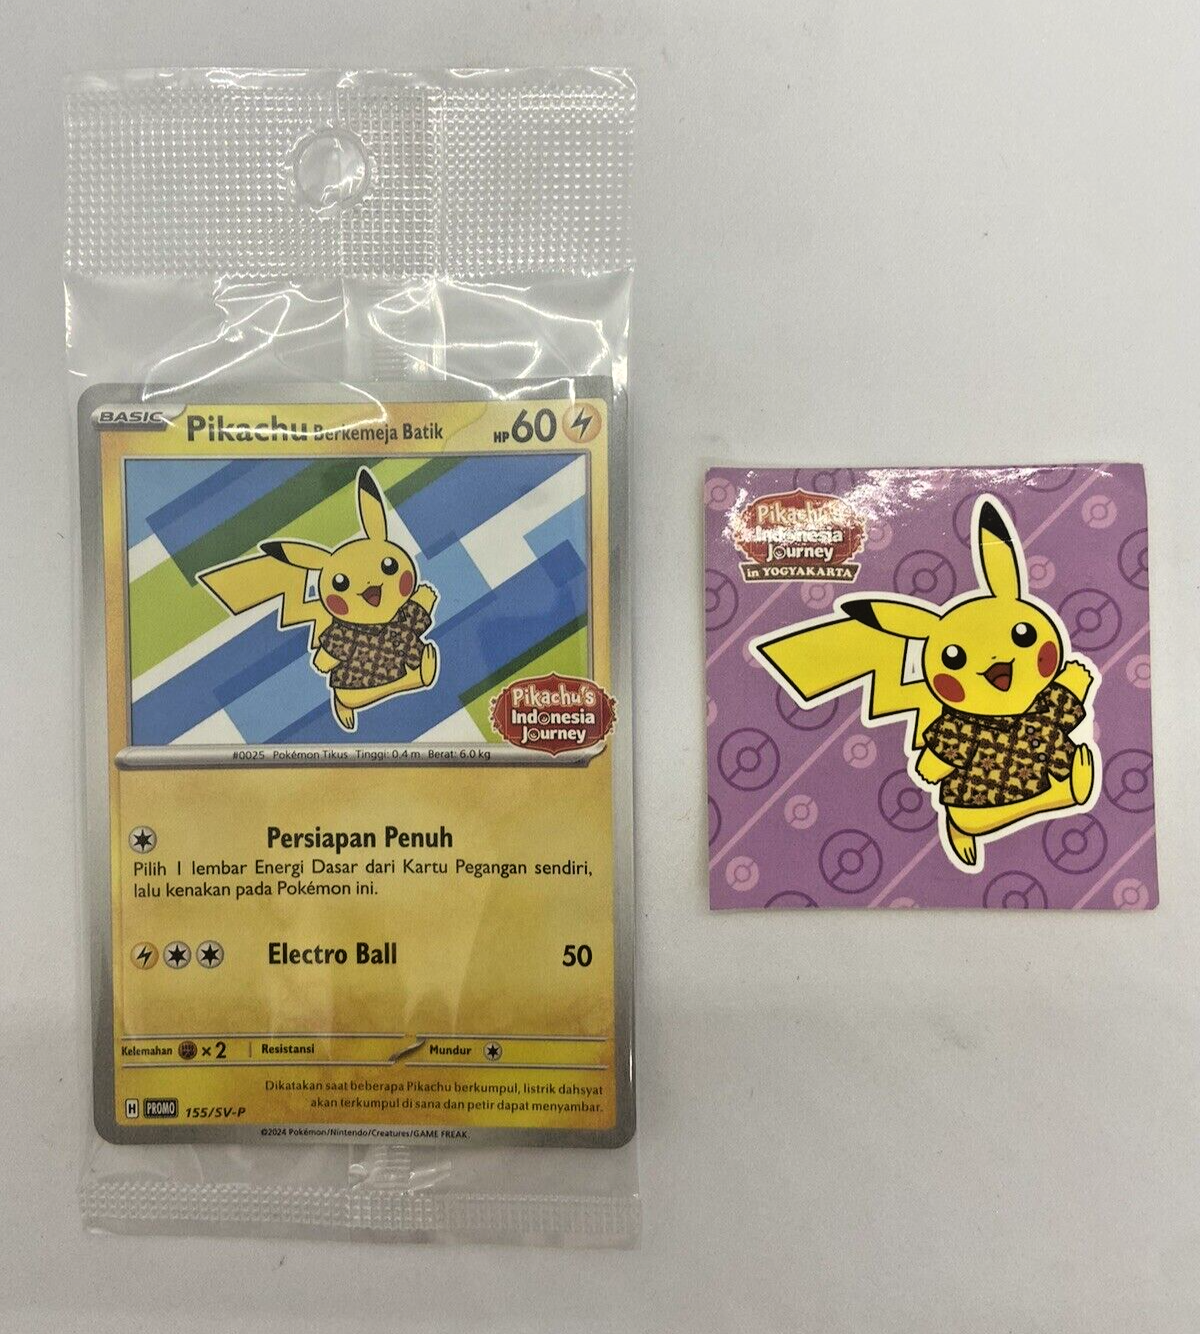 BASIC
Pikachu Berkemeja Batik HP 60
Pikachu's
Indonesia
Journey
#0025 Pokémon Tikus Tinggi: 0.4 m Berat: 6.0 kg
Persiapan Penuh
Pilih 1 lembar Energi Dasar dari Kartu Pegangan sendiri,
lalu kenakan pada Pokémon ini.
Electro Ball 50
Kelemahan ×2 Resistansi Mundur
Dikatakan saat beberapa Pikachu berkumpul, listrik dahsyat
akan terkumpul di sana dan petir dapat menyambar.
H PROMO 155/SV-P
©2024 Pokémon/Nintendo/Creatures/GAME FREAK
Pikachu's
Indonesia
Journey
in YOGYAKARTA